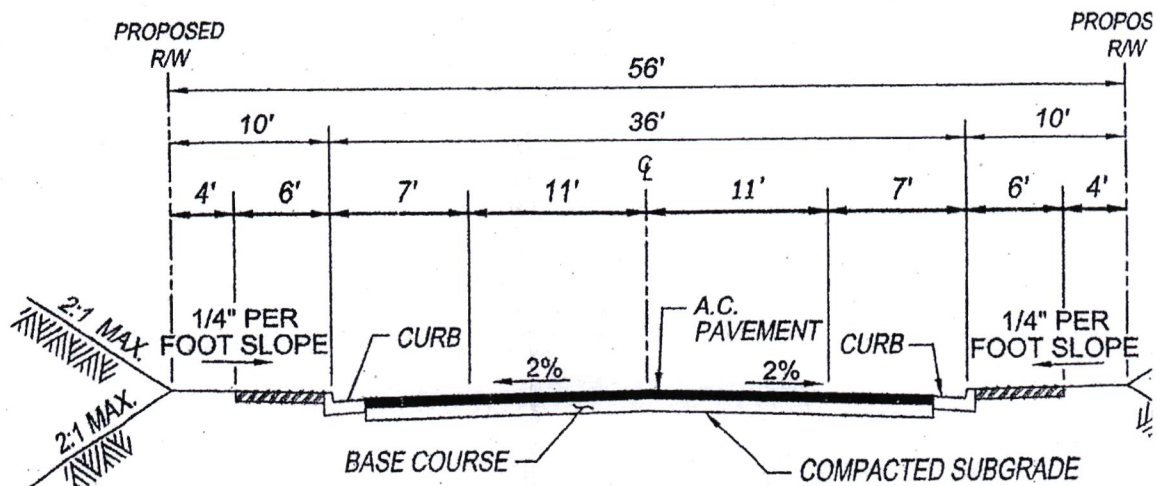 PROPOSED
R/W
PROPOS
R/W
56'
10'
36'
10'
℄
4'
6'
7'
11'
11'
7'
6'
4'
2:1 MAX.
1/4" PER
FOOT SLOPE
CURB
A.C.
PAVEMENT
CURB
1/4" PER
FOOT SLOPE
2%
2%
2:1 MAX.
BASE COURSE
COMPACTED SUBGRADE